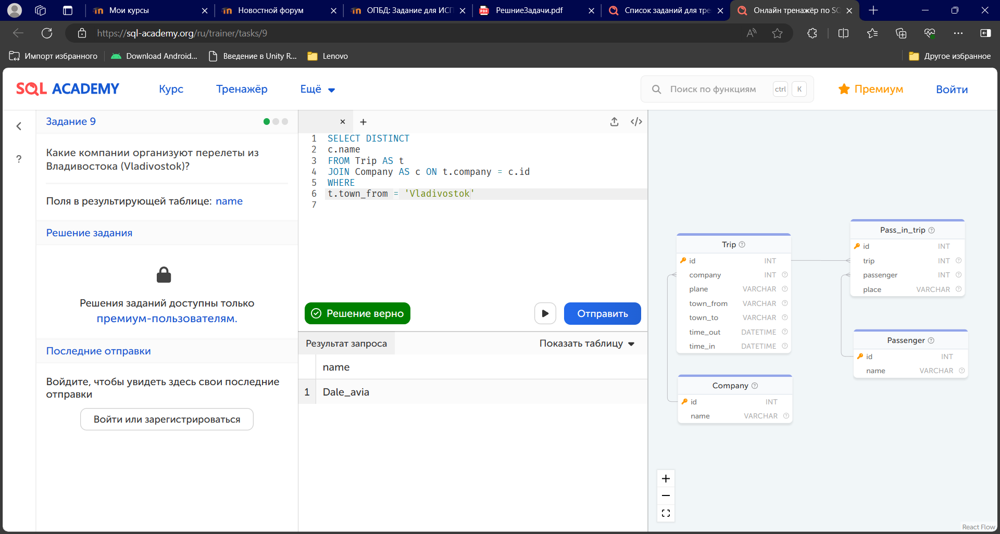 Мои курсы
Новостной форум
ОПБД: Задание для ИСП
РешниеЗадачи.pdf
Список заданий для тре
Онлайн тренажёр по SQ
https://sql-academy.org/ru/trainer/tasks/9
Импорт избранного
Download Android...
Введение в Unity R...
Lenovo
Другое избранное
SQL ACADEMY
Курс
Тренажёр
Ещё
Поиск по функциям
ctrl
K
Премиум
Войти
Задание 9
Какие компании организуют перелеты из
Владивостока (Vladivostok)?
Поля в результирующей таблице: name
Решение задания
Решения заданий доступны только
премиум-пользователям.
Последние отправки
Войдите, чтобы увидеть здесь свои последние
отправки
Войти или зарегистрироваться
1 SELECT DISTINCT
2 c.name
3 FROM Trip AS t
4 JOIN Company AS c ON t.company = c.id
5 WHERE
6 t.town_from = 'Vladivostok'
7
Решение верно
Отправить
Результат запроса
Показать таблицу
name
1 Dale_avia
Trip
id INT
company INT
plane VARCHAR
town_from VARCHAR
town_to VARCHAR
time_out DATETIME
time_in DATETIME
Company
id INT
name VARCHAR
Pass_in_trip
id INT
trip INT
passenger INT
place VARCHAR
Passenger
id INT
name VARCHAR
React Flow